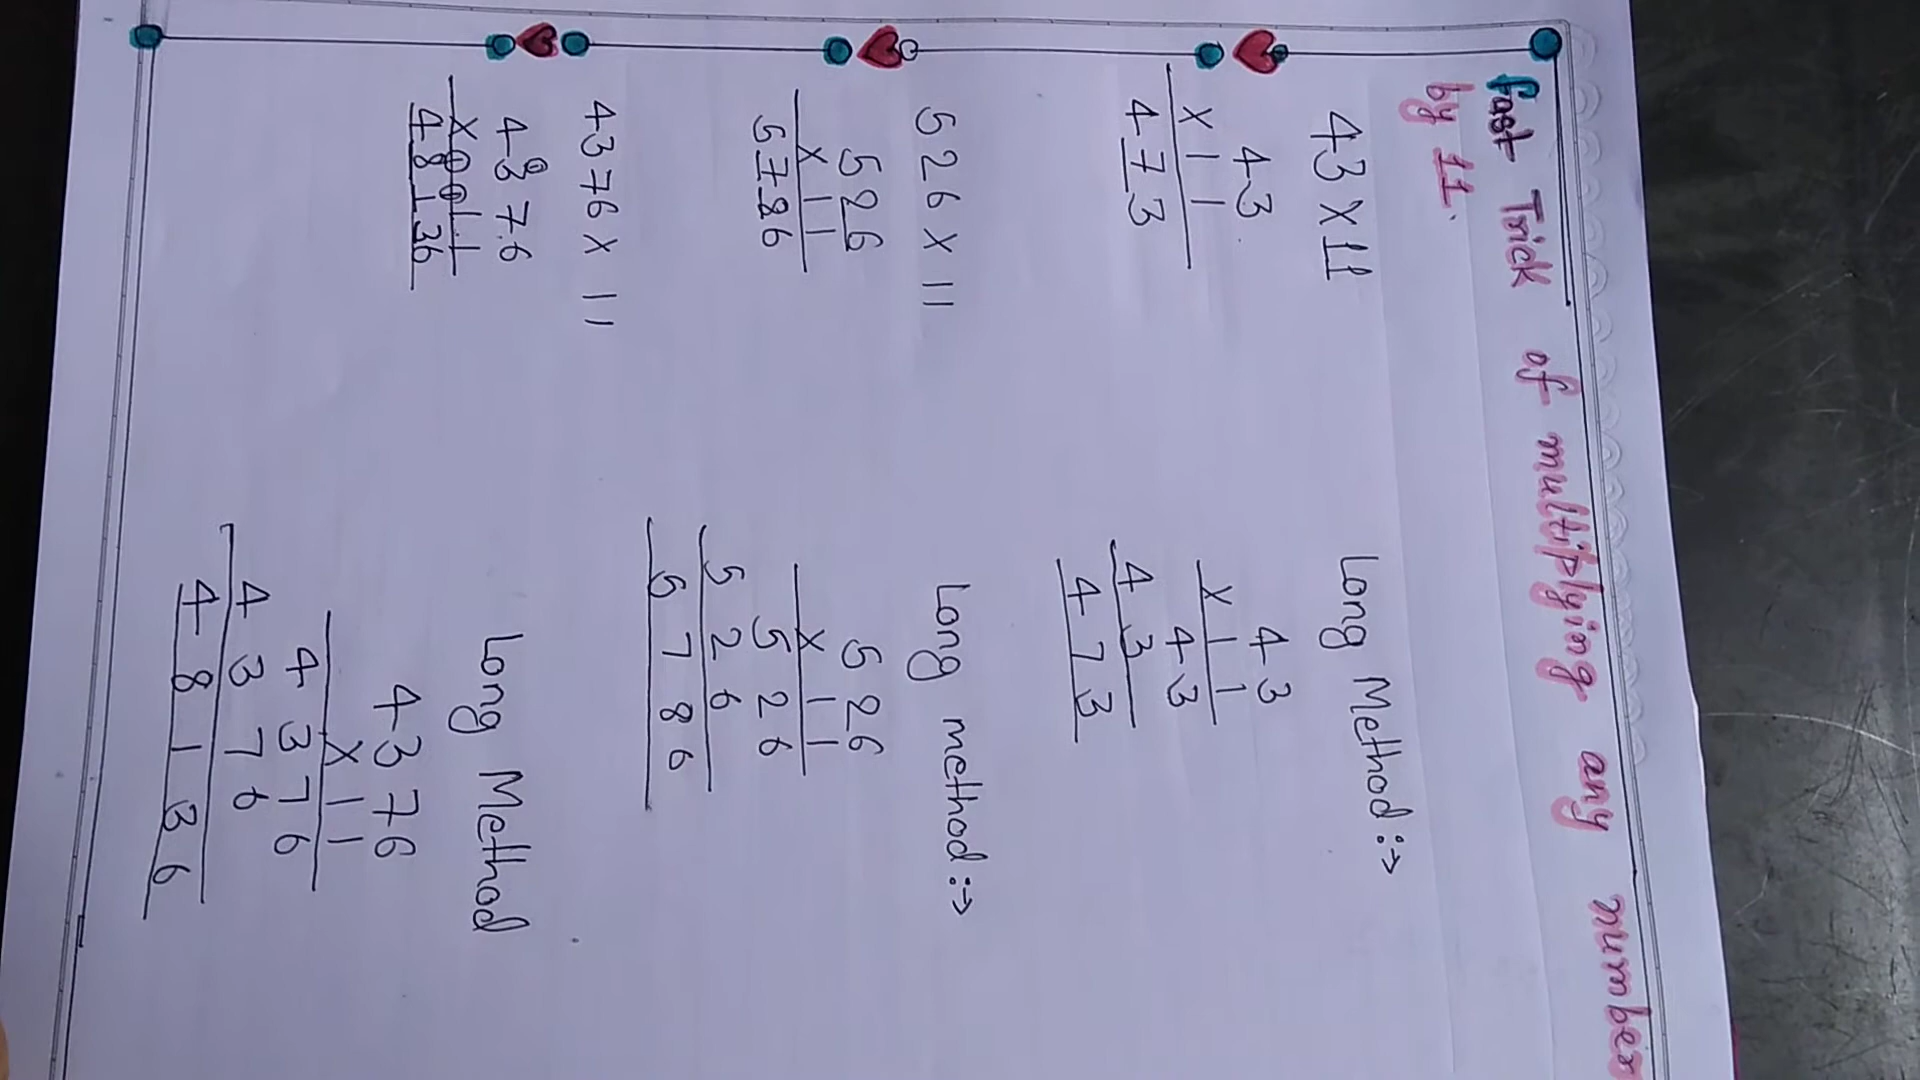 fast Trick of multiplying any number
by 11.
43 x 11
43
x 11
473
Long Method :->
43
x 11
43
43
473
526 x 11
526
x 11
5786
Long method :->
526
x 11
526
526
5786
4376 x 11
4376
x 0011
48136
Long Method
4376
x 11
4376
4376
48136